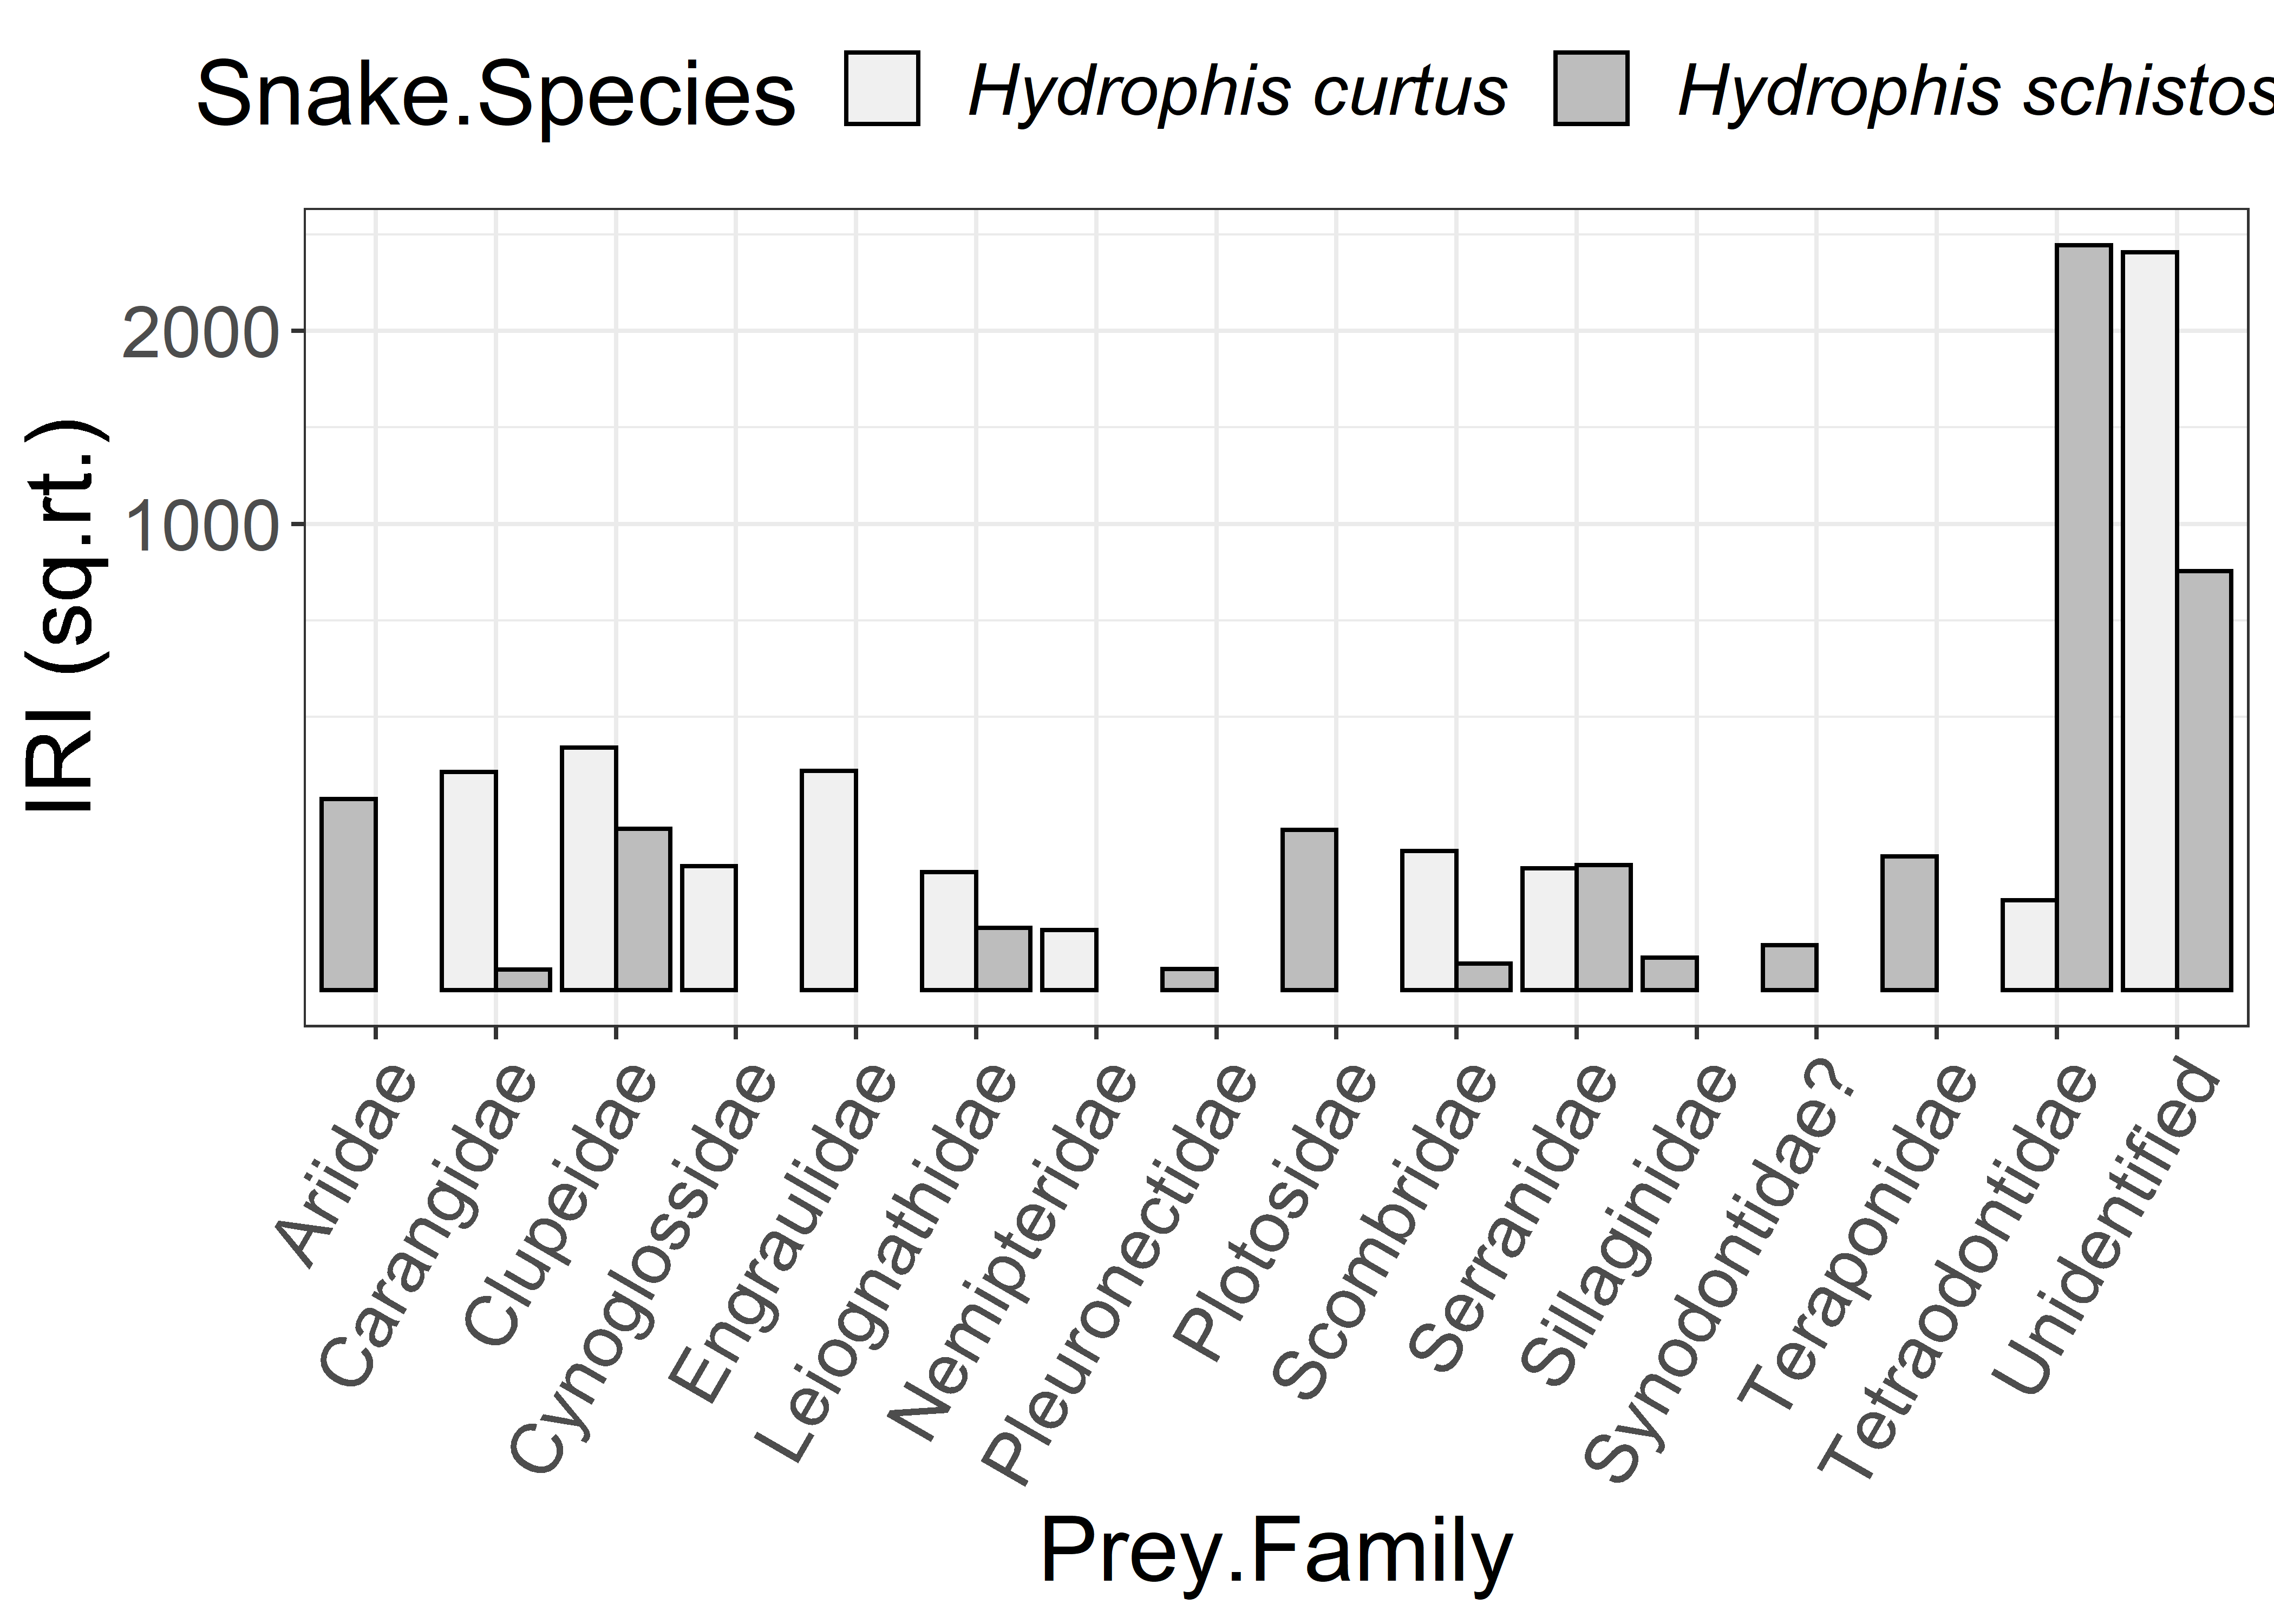 Snake.Species Hydrophis curtus Hydrophis schistos
IRI (sq.rt.)
2000
1000
Ariidae
Carangidae
Clupeidae
Cynoglossidae
Engraulidae
Leiognathidae
Nemipteridae
Pleuronectidae
Plotosidae
Scombridae
Serranidae
Sillaginidae
Synodontidae?
Teraponidae
Tetraodontidae
Unidentified
Prey.Family